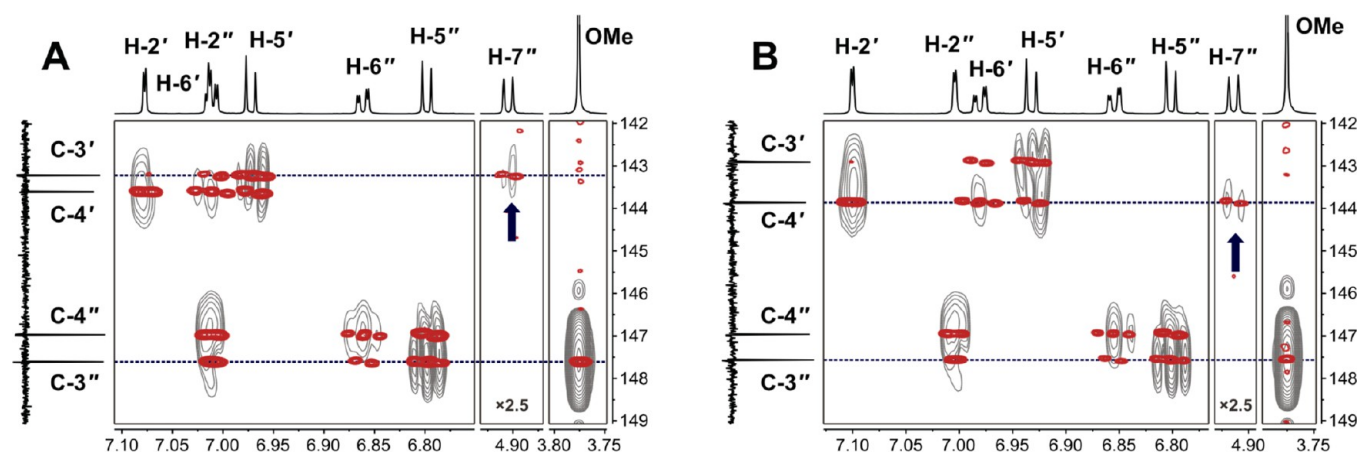 A
H-2′
H-6′
H-2″
H-5′
H-6″
H-5″
H-7″
OMe
C-3′
C-4′
C-4″
C-3″
×2.5
142
143
144
145
146
147
148
149
7.10 7.05 7.00 6.95 6.90 6.85 6.80 4.90 3.80 3.75
B
H-2′
H-2″
H-6′
H-5′
H-6″
H-5″
H-7″
OMe
C-3′
C-4′
C-4″
C-3″
×2.5
142
143
144
145
146
147
148
149
7.10 7.05 7.00 6.95 6.90 6.85 6.80 4.90 3.75